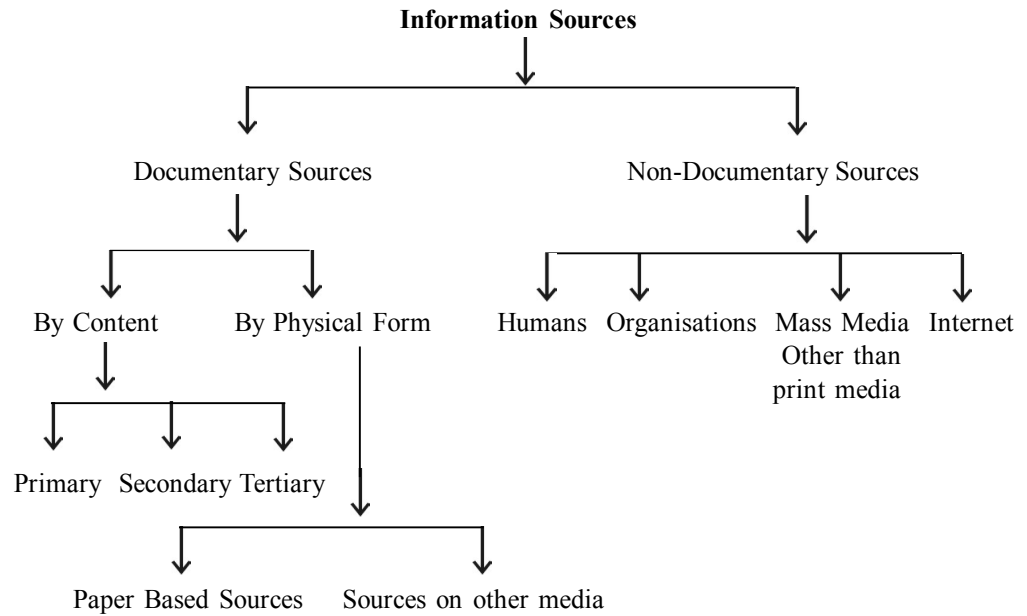 Information Sources
Documentary Sources
Non-Documentary Sources
By Content
By Physical Form
Humans
Organisations
Mass Media
Other than
print media
Internet
Primary
Secondary
Tertiary
Paper Based Sources
Sources on other media